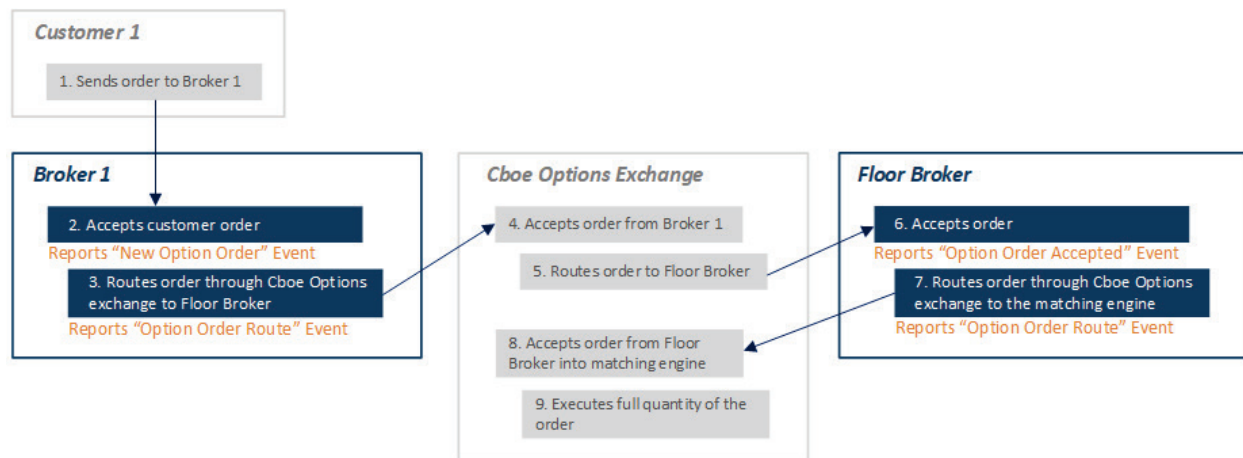 Customer 1
1. Sends order to Broker 1
Broker 1
2. Accepts customer order
Reports “New Option Order” Event
3. Routes order through Cboe Options
exchange to Floor Broker
Reports “Option Order Route” Event
Cboe Options Exchange
4. Accepts order from Broker 1
5. Routes order to Floor Broker
8. Accepts order from Floor
Broker into matching engine
9. Executes full quantity of the
order
Floor Broker
6. Accepts order
Reports “Option Order Accepted” Event
7. Routes order through Cboe Options
exchange to the matching engine
Reports “Option Order Route” Event